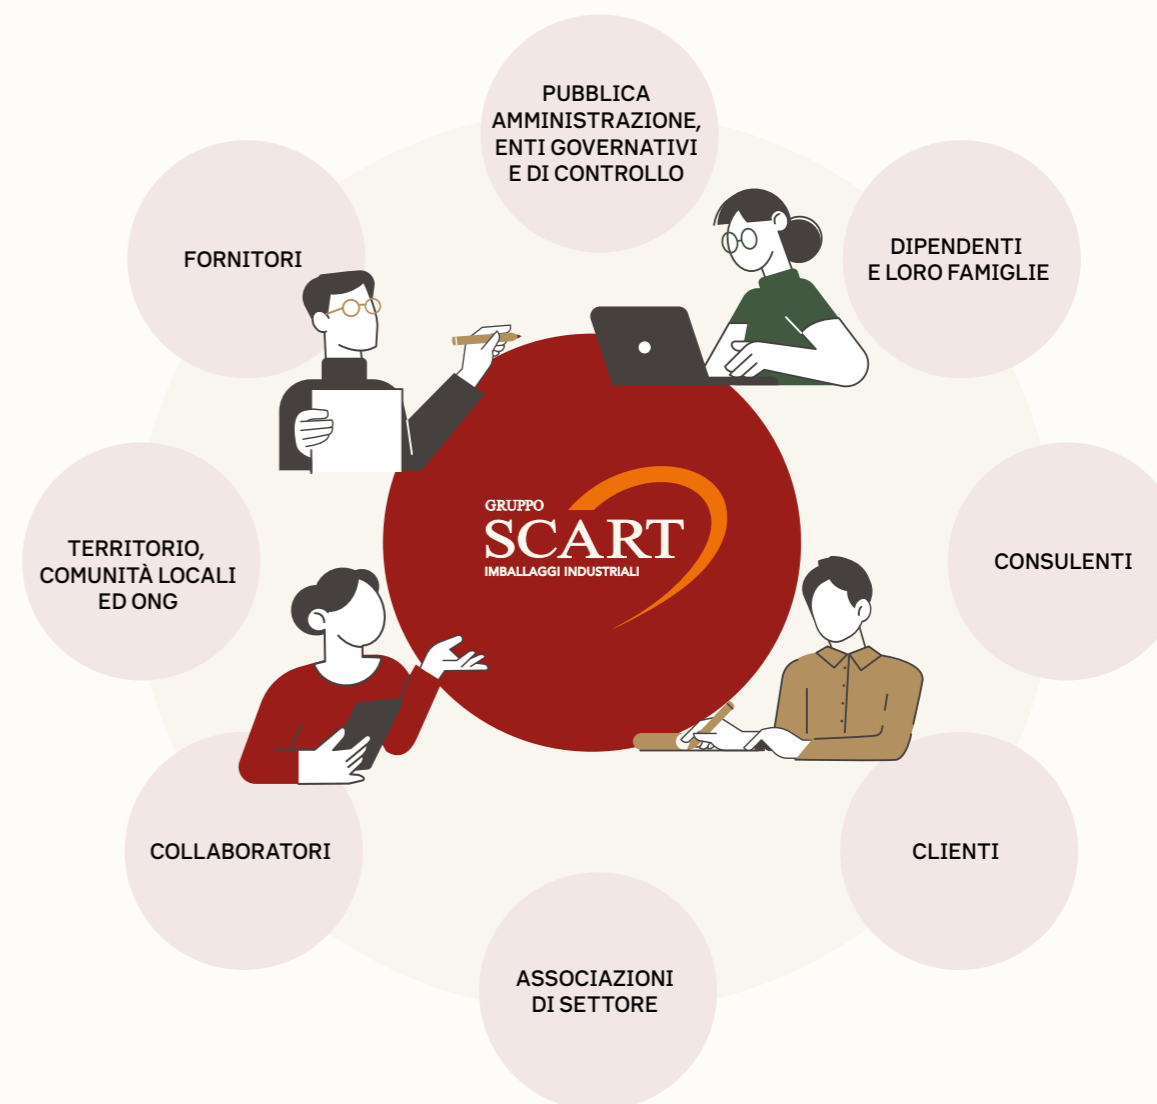 PUBBLICA
AMMINISTRAZIONE,
ENTI GOVERNATIVI
E DI CONTROLLO
FORNITORI
DIPENDENTI
E LORO FAMIGLIE
GRUPPO
SCART
IMBALLAGGI INDUSTRIALI
TERRITORIO,
COMUNITÀ LOCALI
ED ONG
CONSULENTI
COLLABORATORI
CLIENTI
ASSOCIAZIONI
DI SETTORE